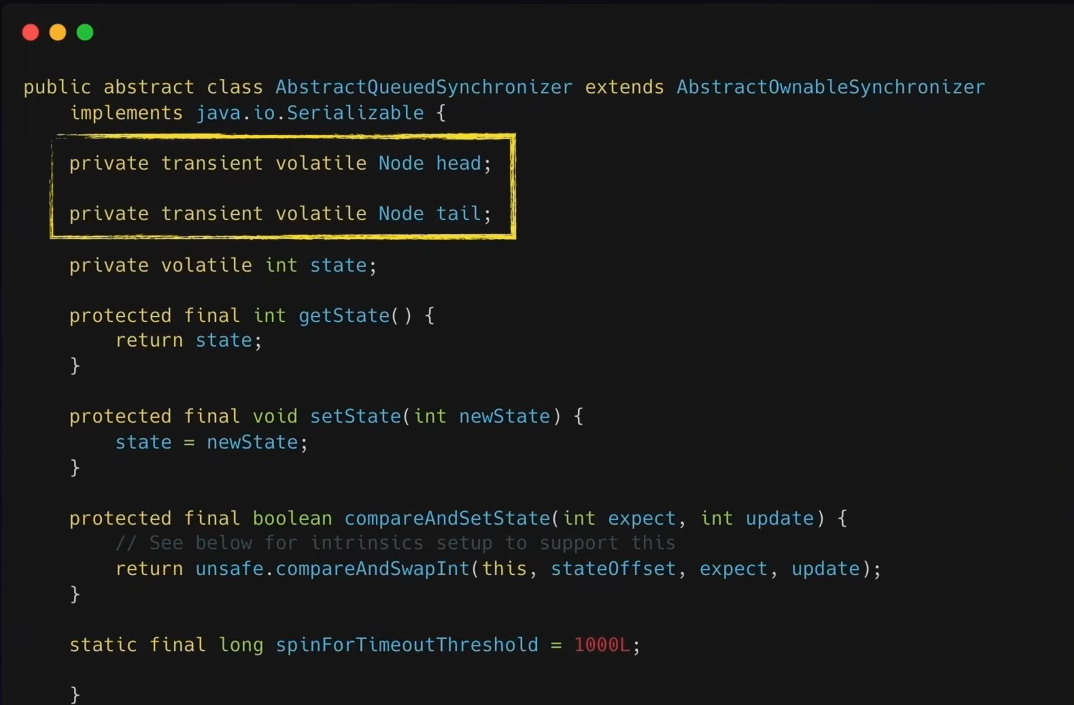 public abstract class AbstractQueuedSynchronizer extends AbstractOwnableSynchronizer
    implements java.io.Serializable {
    private transient volatile Node head;
    private transient volatile Node tail;
    private volatile int state;
    protected final int getState() {
        return state;
    }
    protected final void setState(int newState) {
        state = newState;
    }
    protected final boolean compareAndSetState(int expect, int update) {
        // See below for intrinsics setup to support this
        return unsafe.compareAndSwapInt(this, stateOffset, expect, update);
    }
    static final long spinForTimeoutThreshold = 1000L;
    }